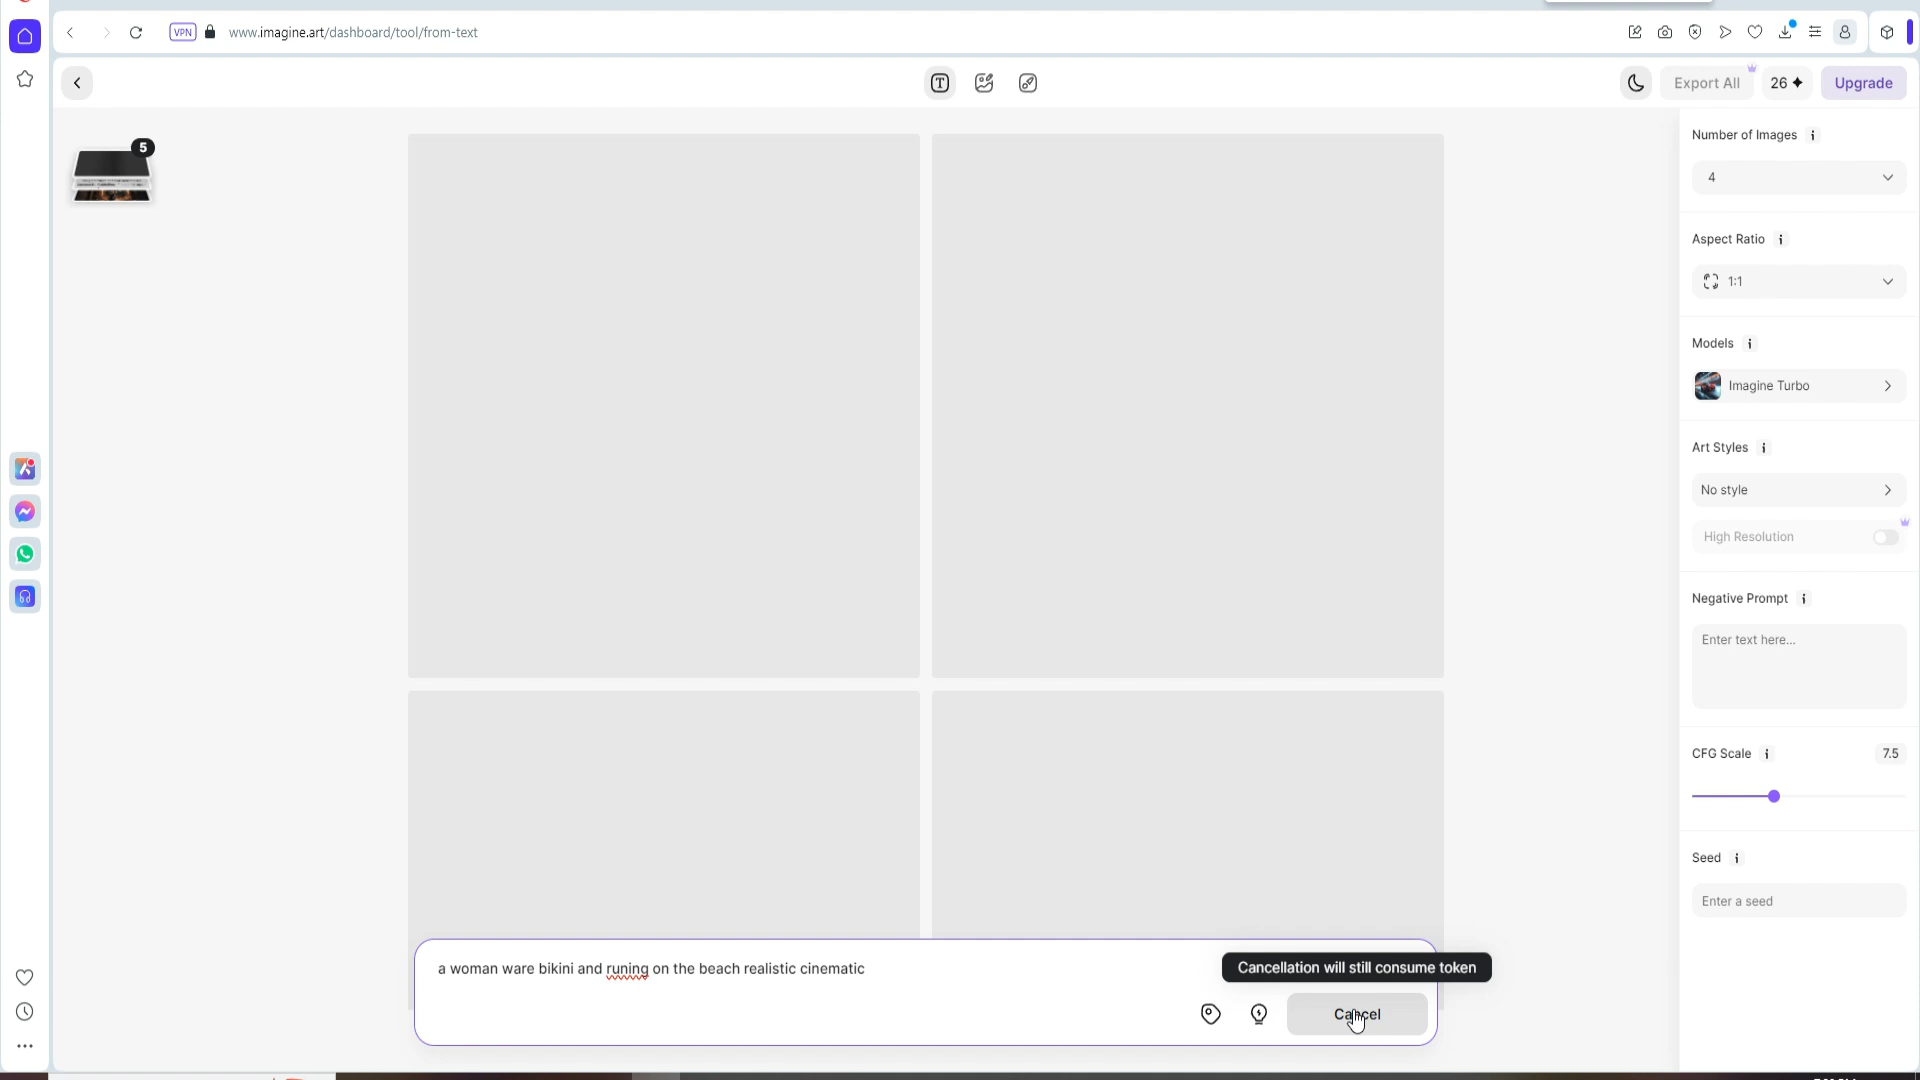 VPN
www.imagine.art/dashboard/tool/from-text
Export All
26
Upgrade
5
Number of Images
4
Aspect Ratio
1:1
Models
Imagine Turbo
Art Styles
No style
High Resolution
Negative Prompt
Enter text here...
CFG Scale
7.5
Seed
Enter a seed
a woman ware bikini and runing on the beach realistic cinematic
Cancellation will still consume token
Cancel